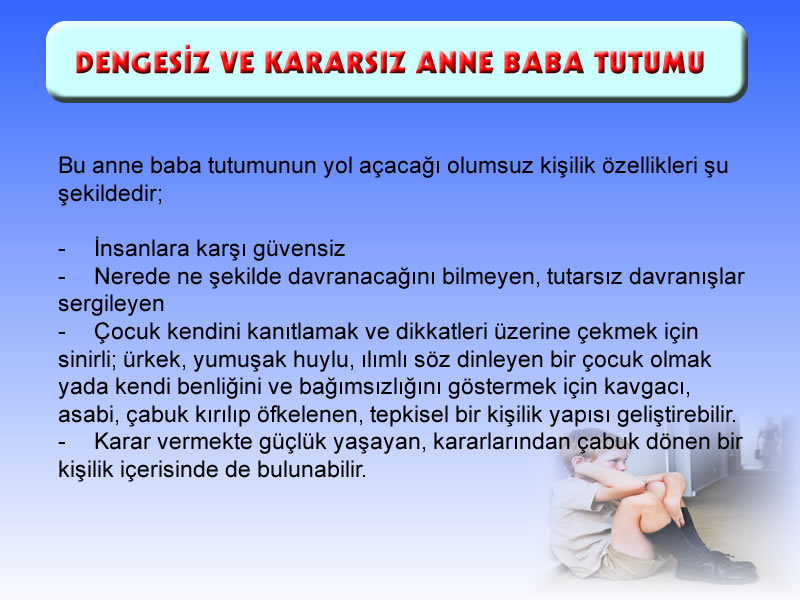 DENGESİZ VE KARARSIZ ANNE BABA TUTUMU
Bu anne baba tutumunun yol açacağı olumsuz kişilik özellikleri şu
şekildedir;
- İnsanlara karşı güvensiz
- Nerede ne şekilde davranacağını bilmeyen, tutarsız davranışlar
sergileyen
- Çocuk kendini kanıtlamak ve dikkatleri üzerine çekmek için
sinirli; ürkek, yumuşak huylu, ılımlı söz dinleyen bir çocuk olmak
yada kendi benliğini ve bağımsızlığını göstermek için kavgacı,
asabi, çabuk kırılıp öfkelenen, tepkisel bir kişilik yapısı geliştirebilir.
- Karar vermekte güçlük yaşayan, kararlarından çabuk dönen bir
kişilik içerisinde de bulunabilir.